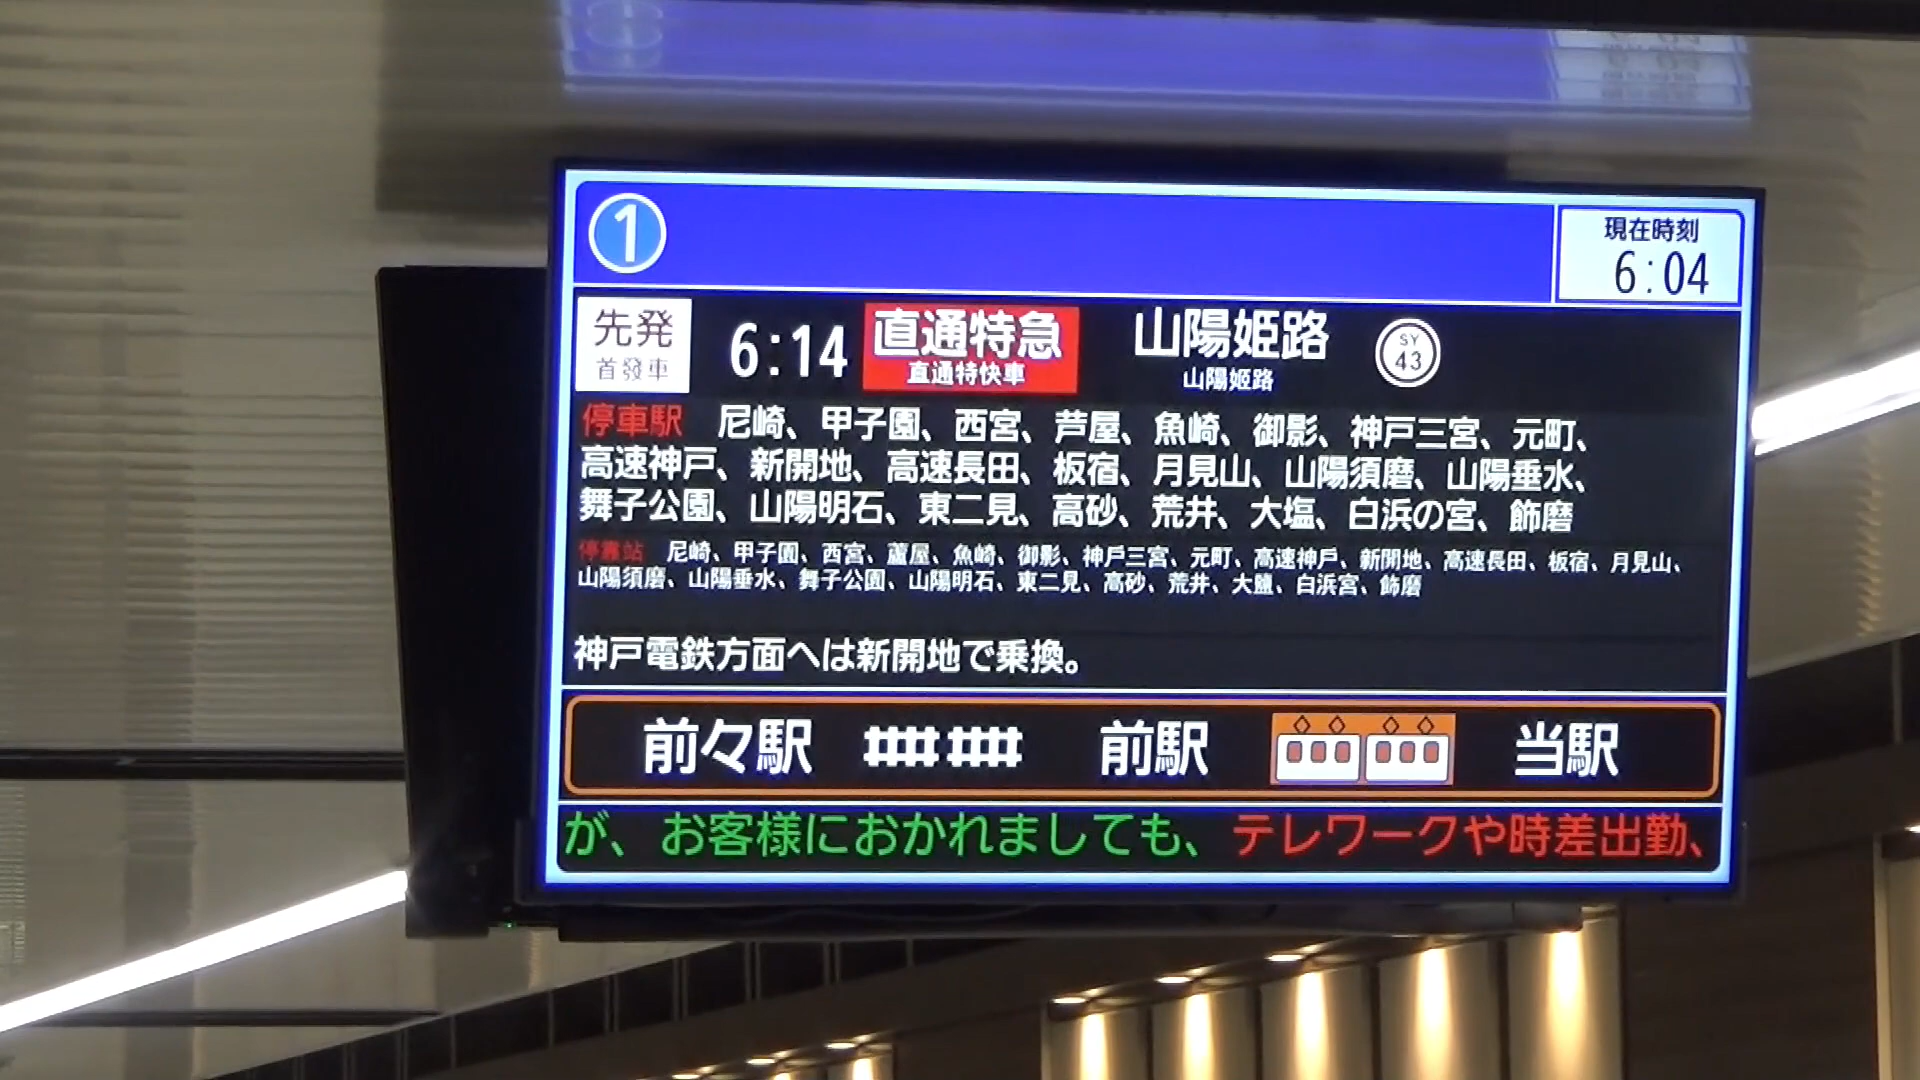 1
現在時刻
6:04
先発
首發車
6:14
直通特急
直通特快車
山陽姫路
山陽姫路
SY
43
停車駅 尼崎、甲子園、西宮、芦屋、魚崎、御影、神戸三宮、元町、
高速神戸、新開地、高速長田、板宿、月見山、山陽須磨、山陽垂水、
舞子公園、山陽明石、東二見、高砂、荒井、大塩、白浜の宮、飾磨
停靠站 尼崎、甲子園、西宮、蘆屋、魚崎、御影、神戶三宮、元町、高速神戶、新開地、高速長田、板宿、月見山、
山陽須磨、山陽垂水、舞子公園、山陽明石、東二見、高砂、荒井、大鹽、白浜宮、飾磨
神戸電鉄方面へは新開地で乗換。
前々駅 前駅 当駅
が、お客様におかれましても、テレワークや時差出勤、